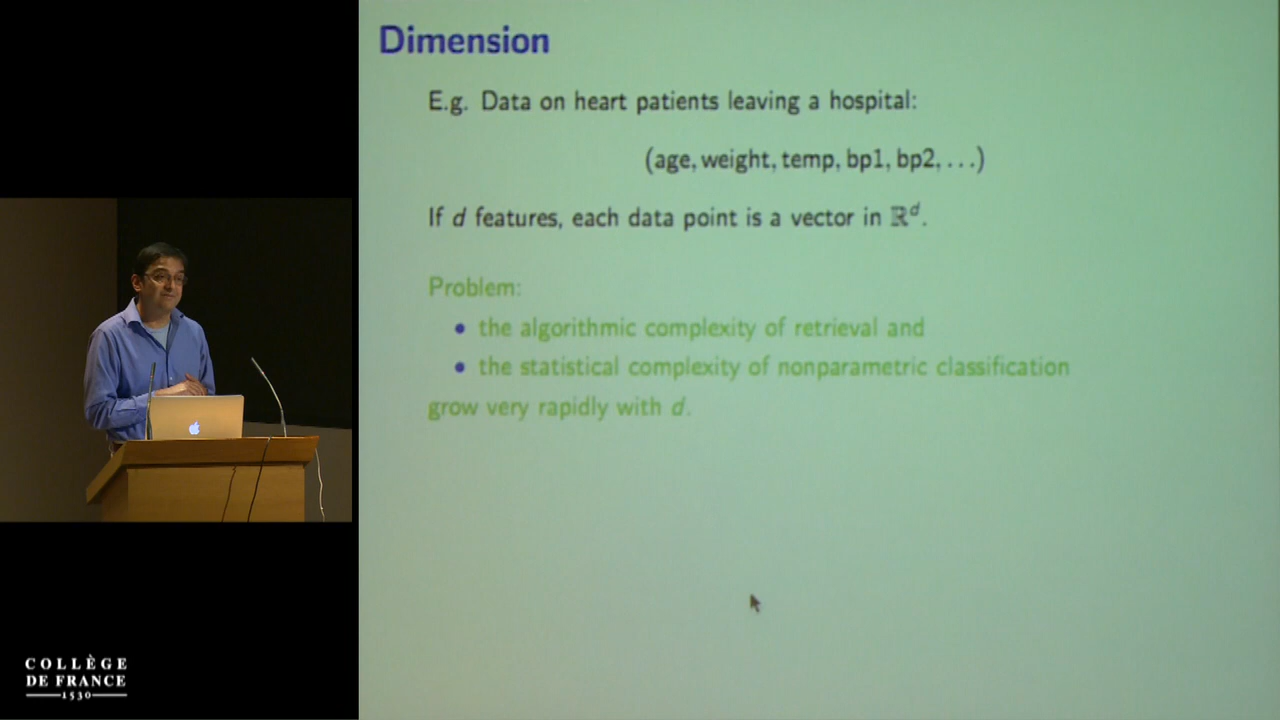 Dimension
E.g. Data on heart patients leaving a hospital:
(age, weight, temp, bp1, bp2, . . .)
If d features, each data point is a vector in ℝᵈ.
Problem:
• the algorithmic complexity of retrieval and
• the statistical complexity of nonparametric classification
grow very rapidly with d.
COLLÈGE
DE FRANCE
1530